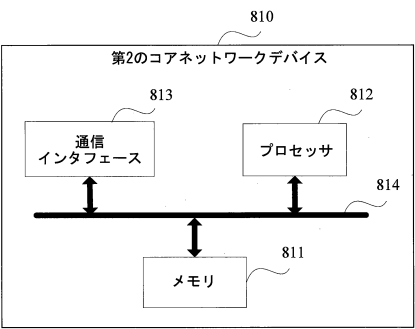 810
第2のコアネットワークデバイス
813
812
通信
インタフェース
プロセッサ
814
メモリ
811